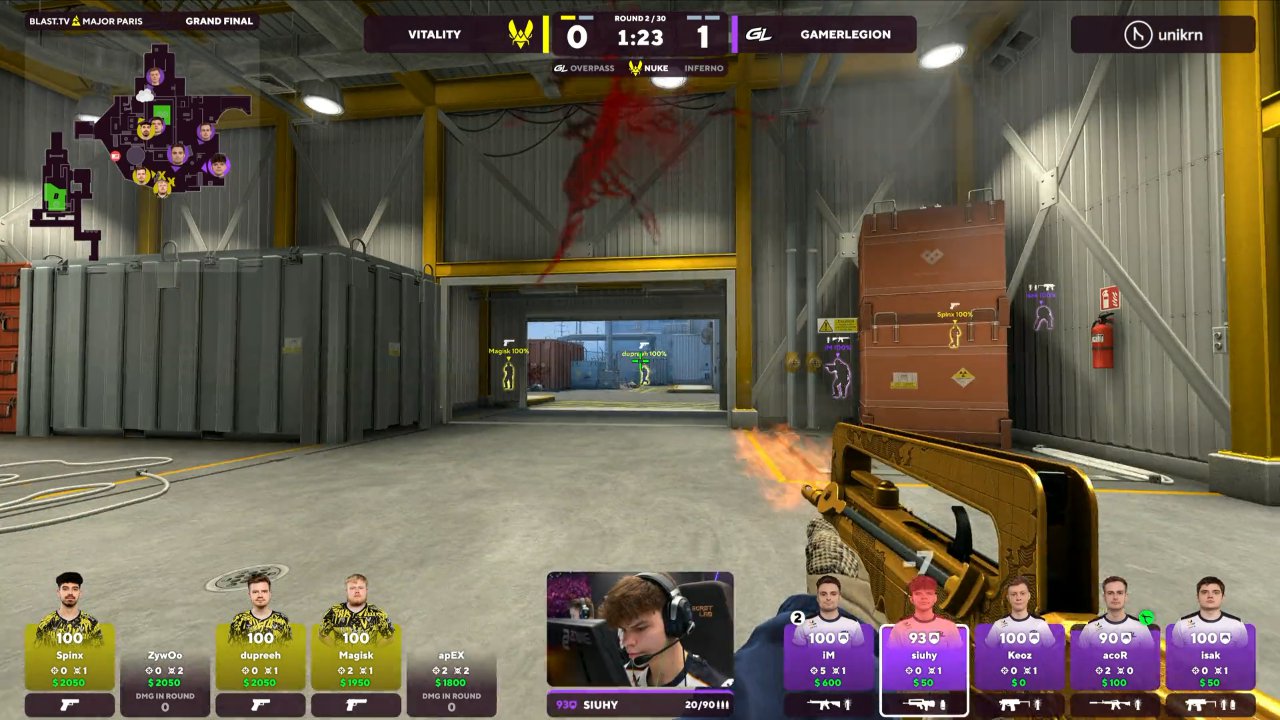 BLAST.TV MAJOR PARIS GRAND FINAL
VITALITY 0 ROUND 2 / 30 1:23 1 GL GAMERLEGION
unikrn
GL OVERPASS NUKE INFERNO
Magisk 100%
dupreeh 100%
iM 100%
Spinx 100%
100
Spinx
0 1
$2050
ZywOo
0 2
$2050
DMG IN ROUND
0
100
dupreeh
0 1
$2050
100
Magisk
2 1
$1950
apEX
2 2
$1800
DMG IN ROUND
0
93 SIUHY 20/90
-7
2
100
iM
5 1
$600
93
siuhy
0 1
$50
100
Keoz
0 1
$0
90
acoR
2 0
$100
100
isak
0 1
$50